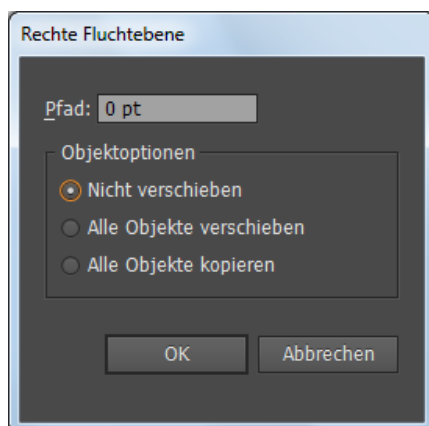 Rechte Fluchtebene
Pfad: 0 pt
Objektoptionen
Nicht verschieben
Alle Objekte verschieben
Alle Objekte kopieren
OK Abbrechen